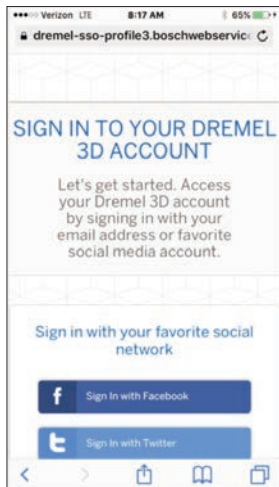 Verizon LTE 8:17 AM 65%
dremel-sso-profile3.boschwebservic
SIGN IN TO YOUR DREMEL
3D ACCOUNT
Let's get started. Access
your Dremel 3D account
by signing in with your
email address or favorite
social media account.
Sign in with your favorite social
network
f Sign In with Facebook
t Sign In with Twitter